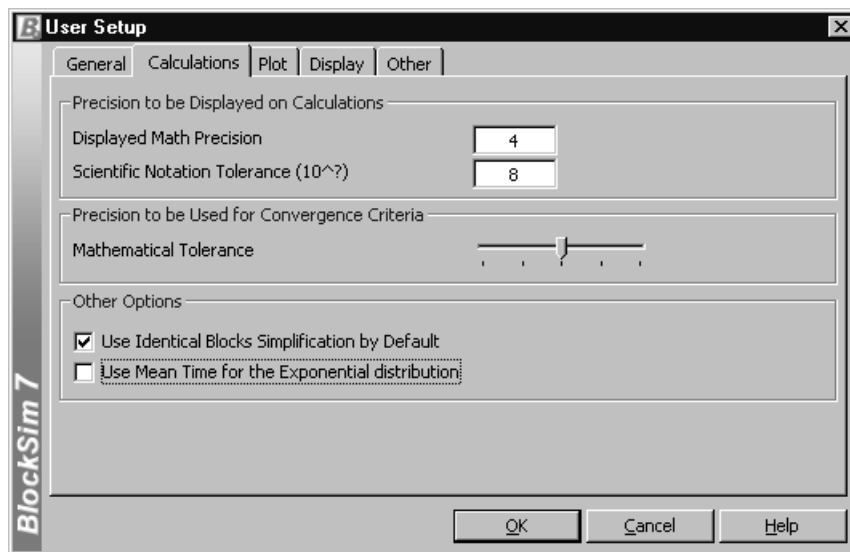 User Setup
General Calculations Plot Display Other
Precision to be Displayed on Calculations
Displayed Math Precision 4
Scientific Notation Tolerance (10^?) 8
Precision to be Used for Convergence Criteria
Mathematical Tolerance
Other Options
Use Identical Blocks Simplification by Default
Use Mean Time for the Exponential distribution
BlockSim 7
OK Cancel Help